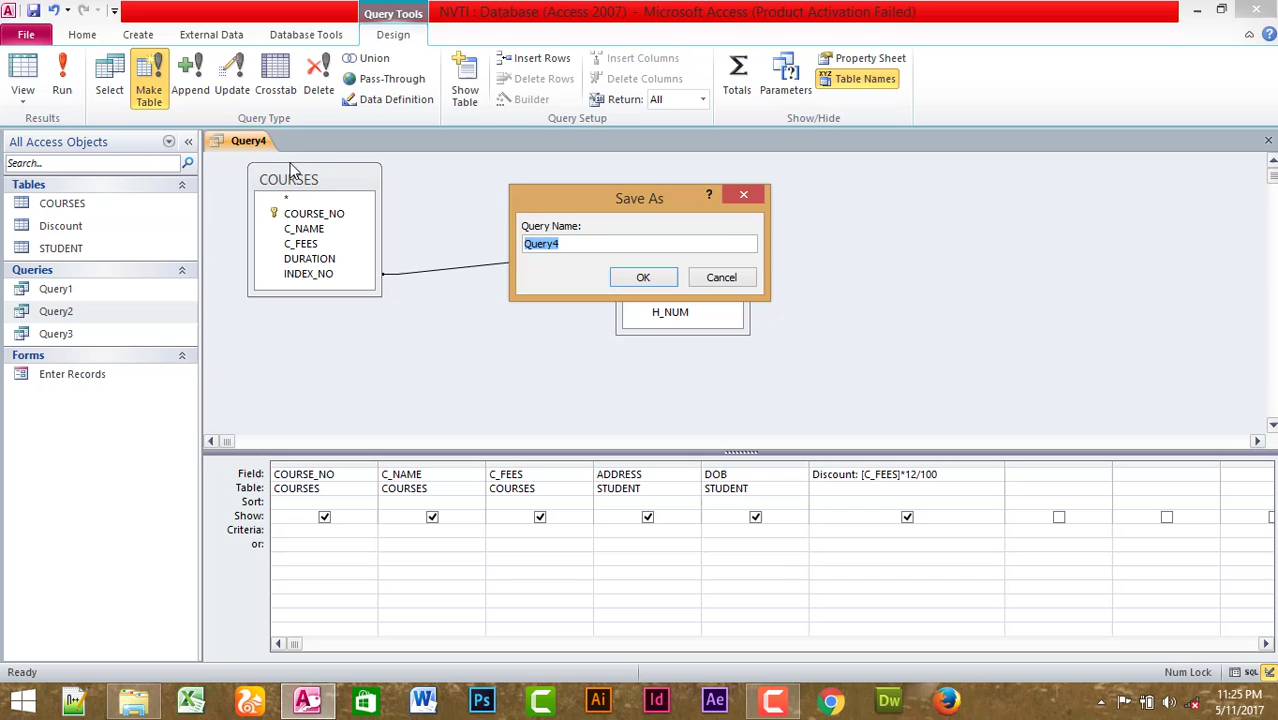 Query Tools
NVTI : Database (Access 2007) - Microsoft Access (Product Activation Failed)
File
Home
Create
External Data
Database Tools
Design
View
Run
Select
Make Table
Append
Update
Crosstab
Delete
Union
Pass-Through
Data Definition
Show Table
Insert Rows
Delete Rows
Builder
Insert Columns
Delete Columns
Return: All
Totals
Parameters
Property Sheet
Table Names
Results
Query Type
Query Setup
Show/Hide
All Access Objects
Search...
Tables
COURSES
Discount
STUDENT
Queries
Query1
Query2
Query3
Forms
Enter Records
Query4
COURSES
*
COURSE_NO
C_NAME
C_FEES
DURATION
INDEX_NO
Save As
Query Name:
Query4
OK
Cancel
H_NUM
Field: COURSE_NO C_NAME C_FEES ADDRESS DOB Discount: [C_FEES]*12/100
Table: COURSES COURSES COURSES STUDENT STUDENT
Sort:
Show:
Criteria:
or:
Ready
Num Lock
SQL
11:25 PM
5/11/2017